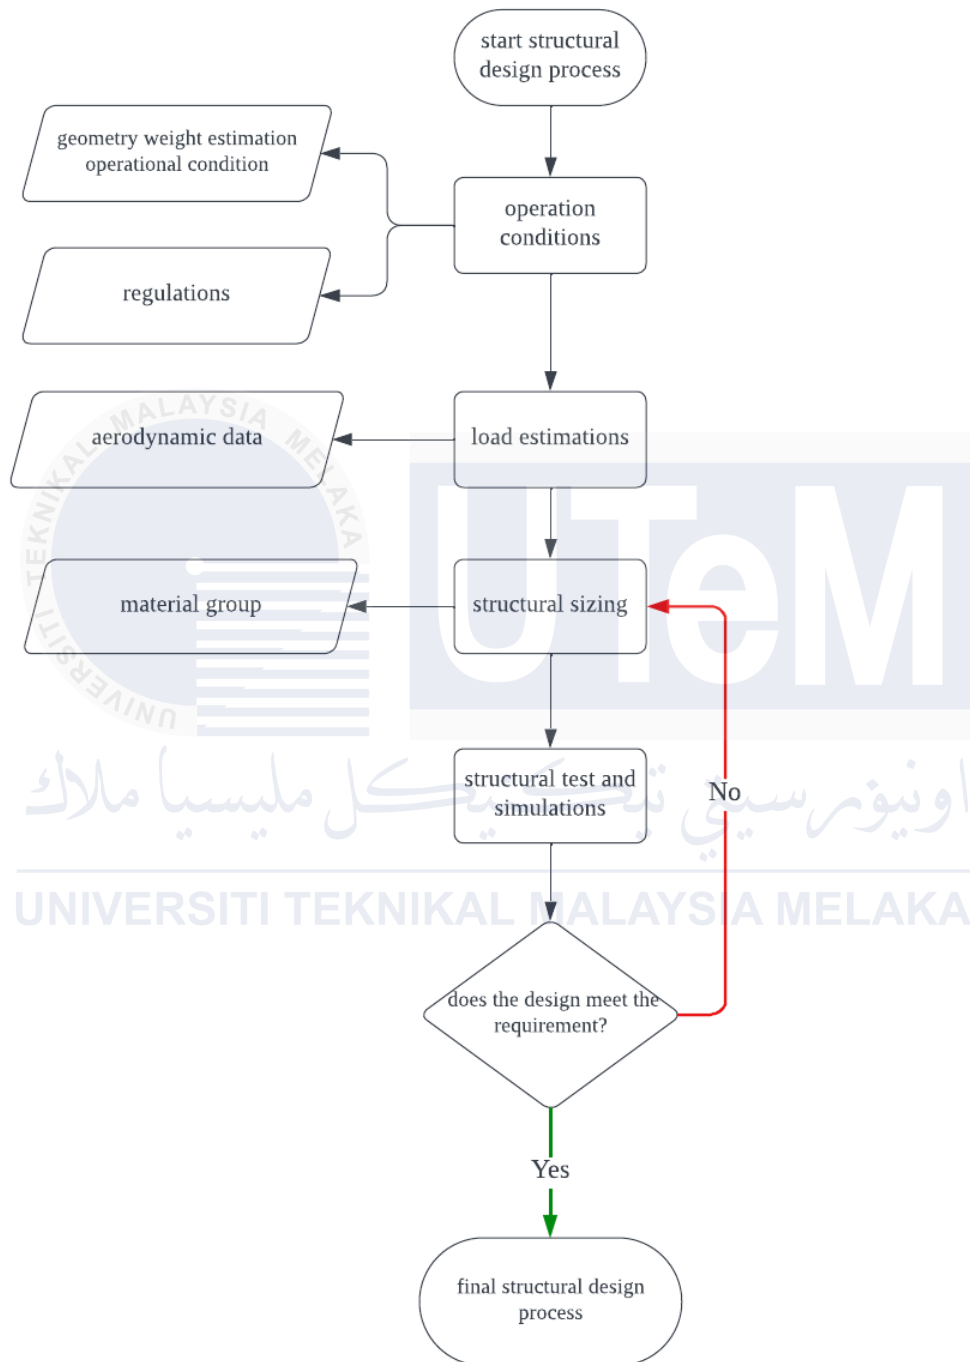 start structural
design process
geometry weight estimation
operational condition
operation
conditions
regulations
aerodynamic data
load estimations
material group
structural sizing
structural test and
simulations
No
does the design meet the
requirement?
Yes
final structural design
process
UNIVERSITI TEKNIKAL MALAYSIA MELAKA
UTeM
اونيۏرسيتي تيكنيكل مليسيا ملاك
UNIVERSITI TEKNIKAL MALAYSIA MELAKA